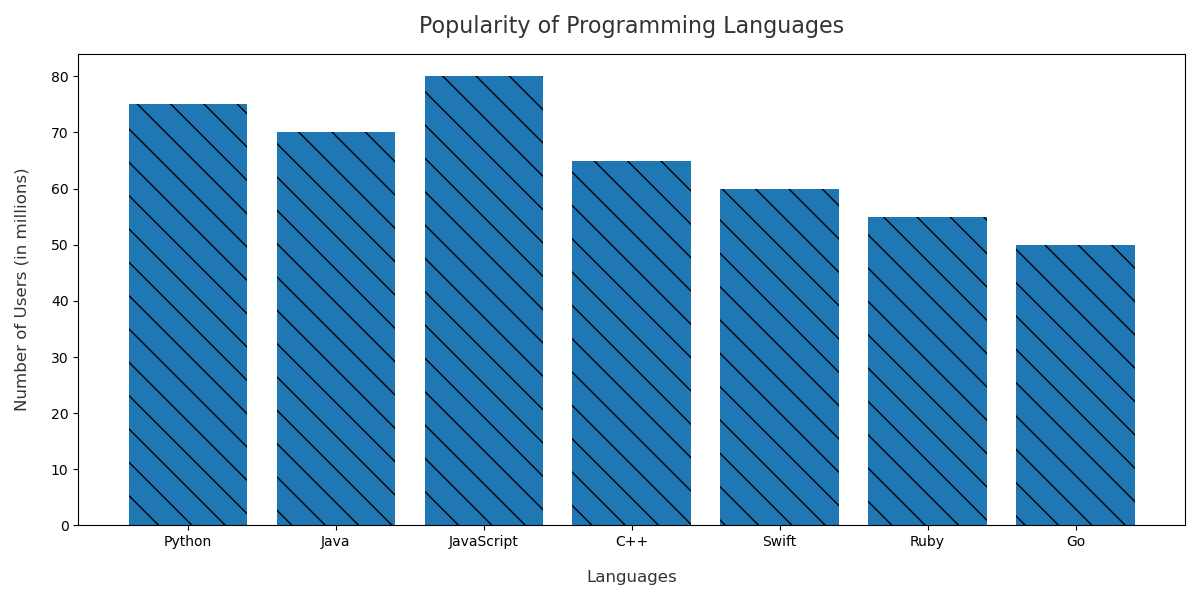 Popularity of Programming Languages
Number of Users (in millions)
80
70
60
50
40
30
20
10
0
Python Java JavaScript C++ Swift Ruby Go
Languages